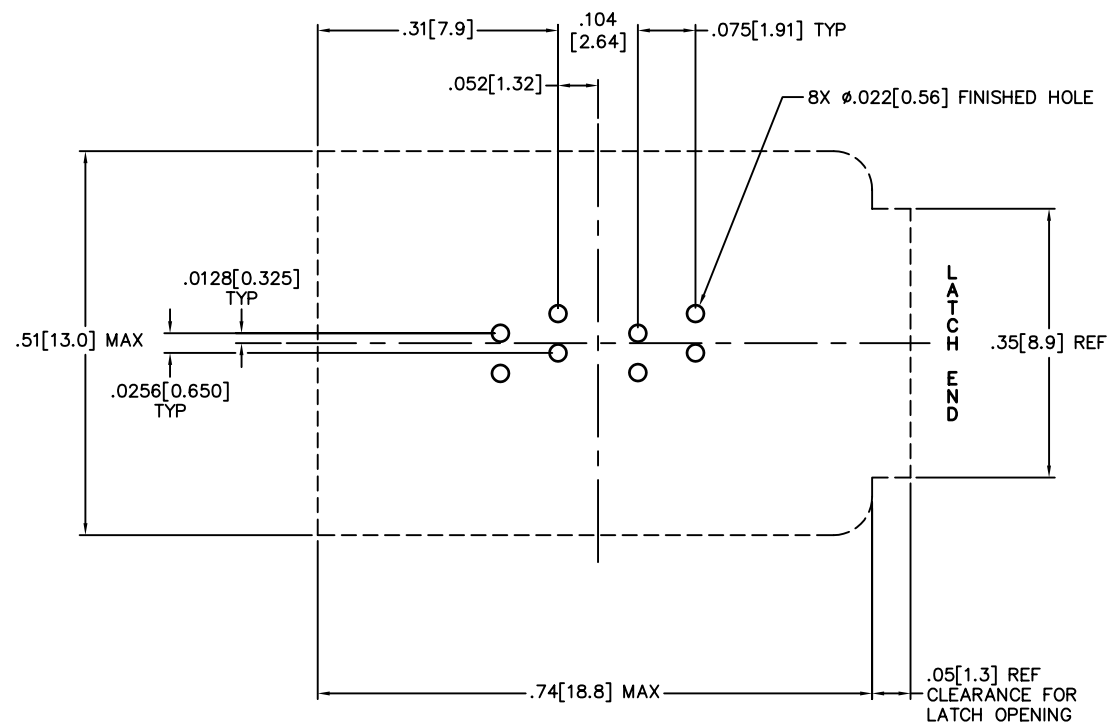 .31[7.9]
.104
[2.64]
.075[1.91] TYP
.052[1.32]
8X ø.022[0.56] FINISHED HOLE
.0128[0.325]
TYP
.51[13.0] MAX
.0256[0.650]
TYP
LATCH END
.35[8.9] REF
.74[18.8] MAX
.05[1.3] REF
CLEARANCE FOR
LATCH OPENING